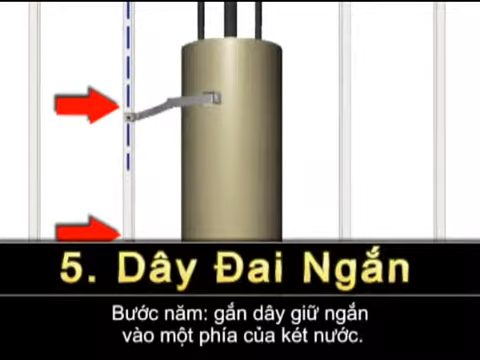 5. Dây Đai Ngắn
Bước năm: gắn dây giữ ngắn
vào một phía của két nước.